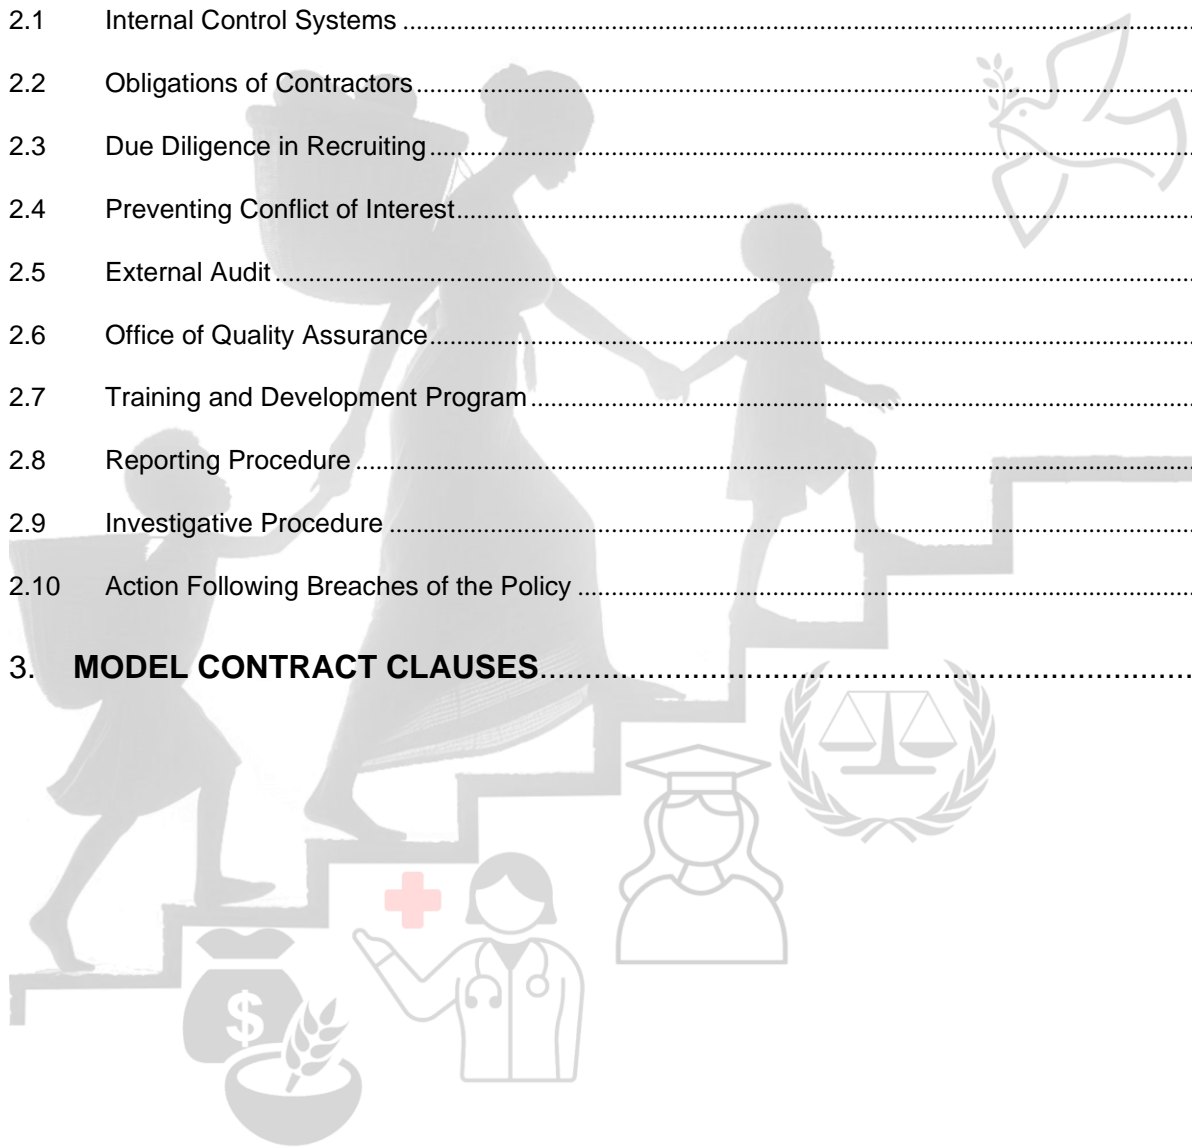 2.1 Internal Control Systems ........................................................................................................
2.2 Obligations of Contractors ......................................................................................................
2.3 Due Diligence in Recruiting ....................................................................................................
2.4 Preventing Conflict of Interest ................................................................................................
2.5 External Audit .........................................................................................................................
2.6 Office of Quality Assurance ....................................................................................................
2.7 Training and Development Program .......................................................................................
2.8 Reporting Procedure ...............................................................................................................
2.9 Investigative Procedure ..........................................................................................................
2.10 Action Following Breaches of the Policy ................................................................................
3. MODEL CONTRACT CLAUSES ............................................................................................
$